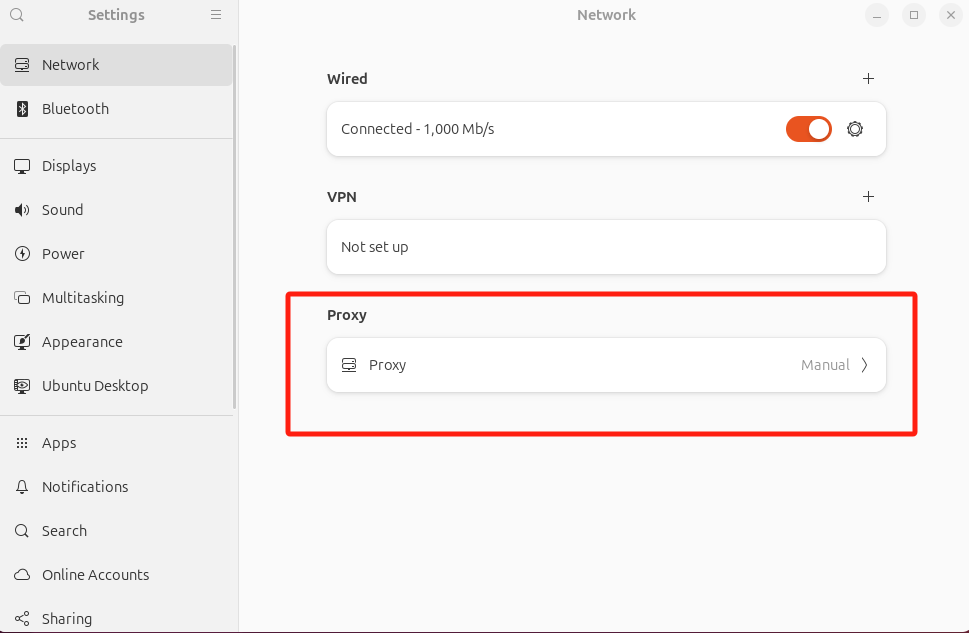 Settings
Network
Network
Bluetooth
Displays
Sound
Power
Multitasking
Appearance
Ubuntu Desktop
Apps
Notifications
Search
Online Accounts
Sharing
Wired
Connected - 1,000 Mb/s
VPN
Not set up
Proxy
Proxy Manual